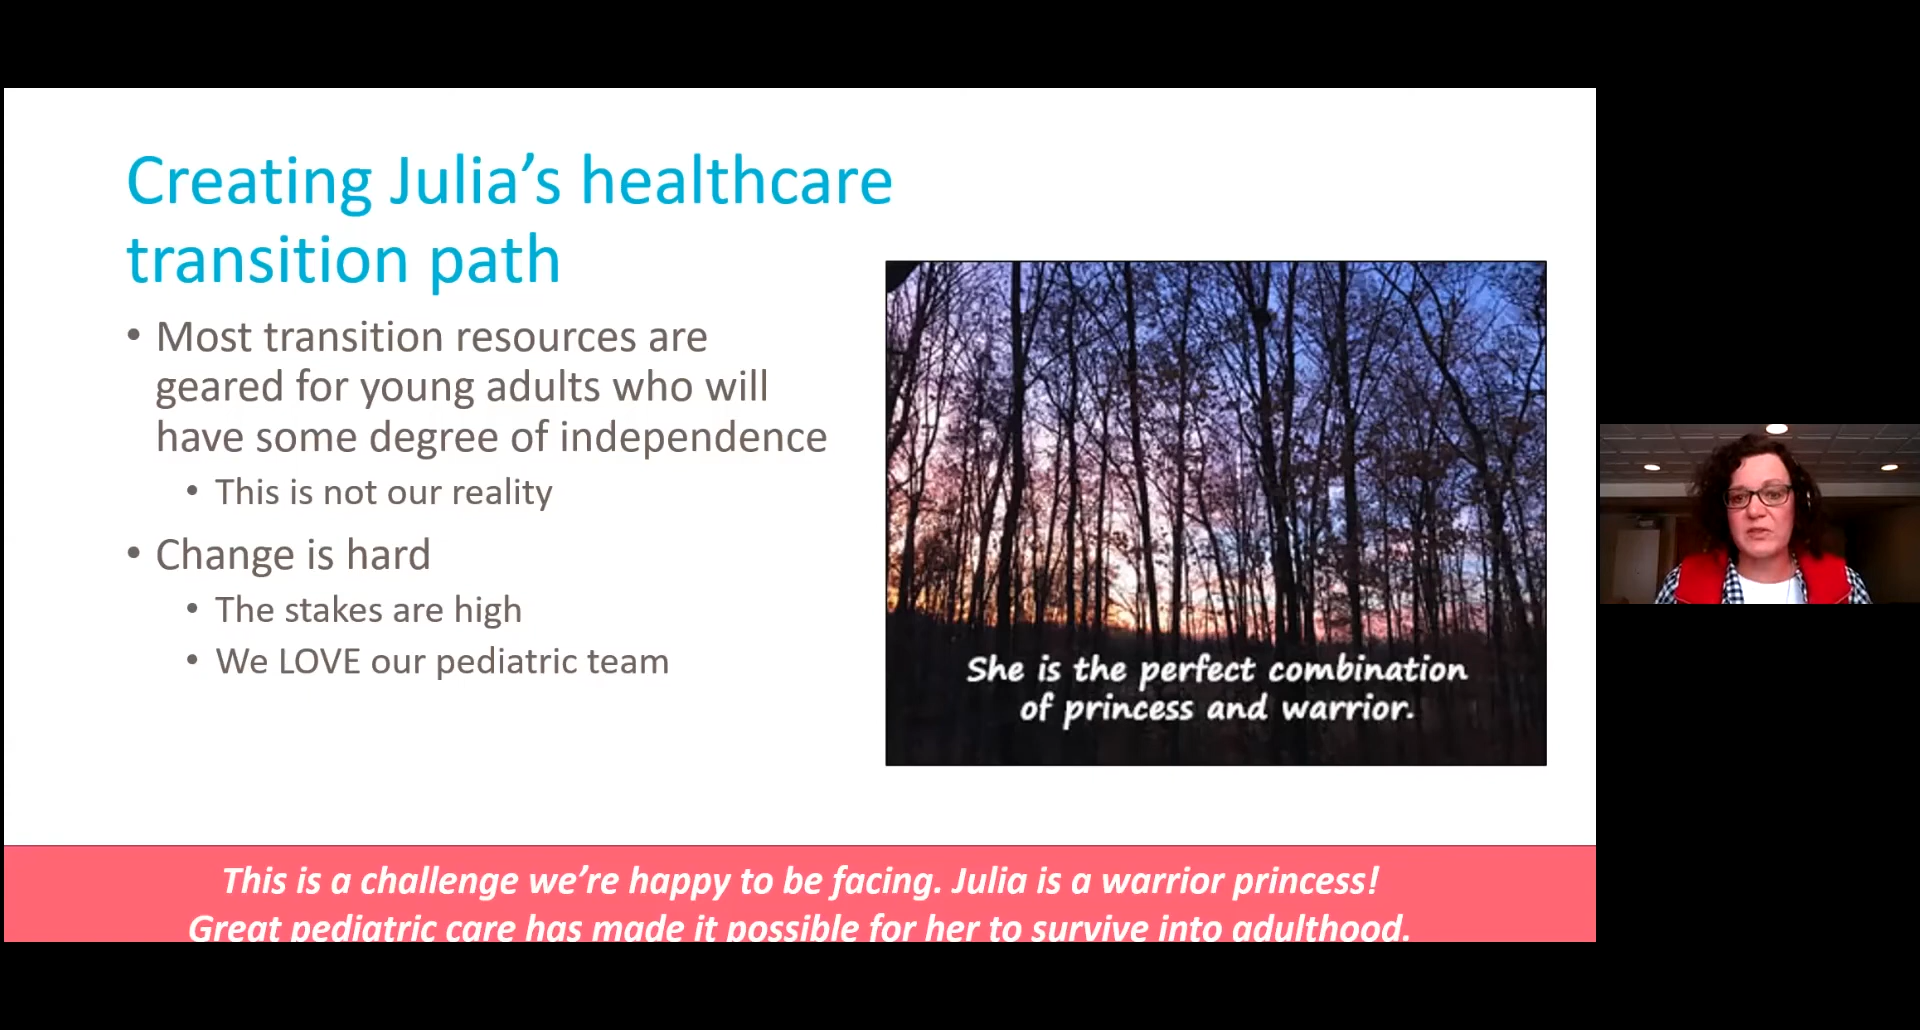 Creating Julia's healthcare
transition path
• Most transition resources are
geared for young adults who will
have some degree of independence
• This is not our reality
• Change is hard
• The stakes are high
• We LOVE our pediatric team
She is the perfect combination
of princess and warrior.
This is a challenge we're happy to be facing. Julia is a warrior princess!
Great pediatric care has made it possible for her to survive into adulthood.